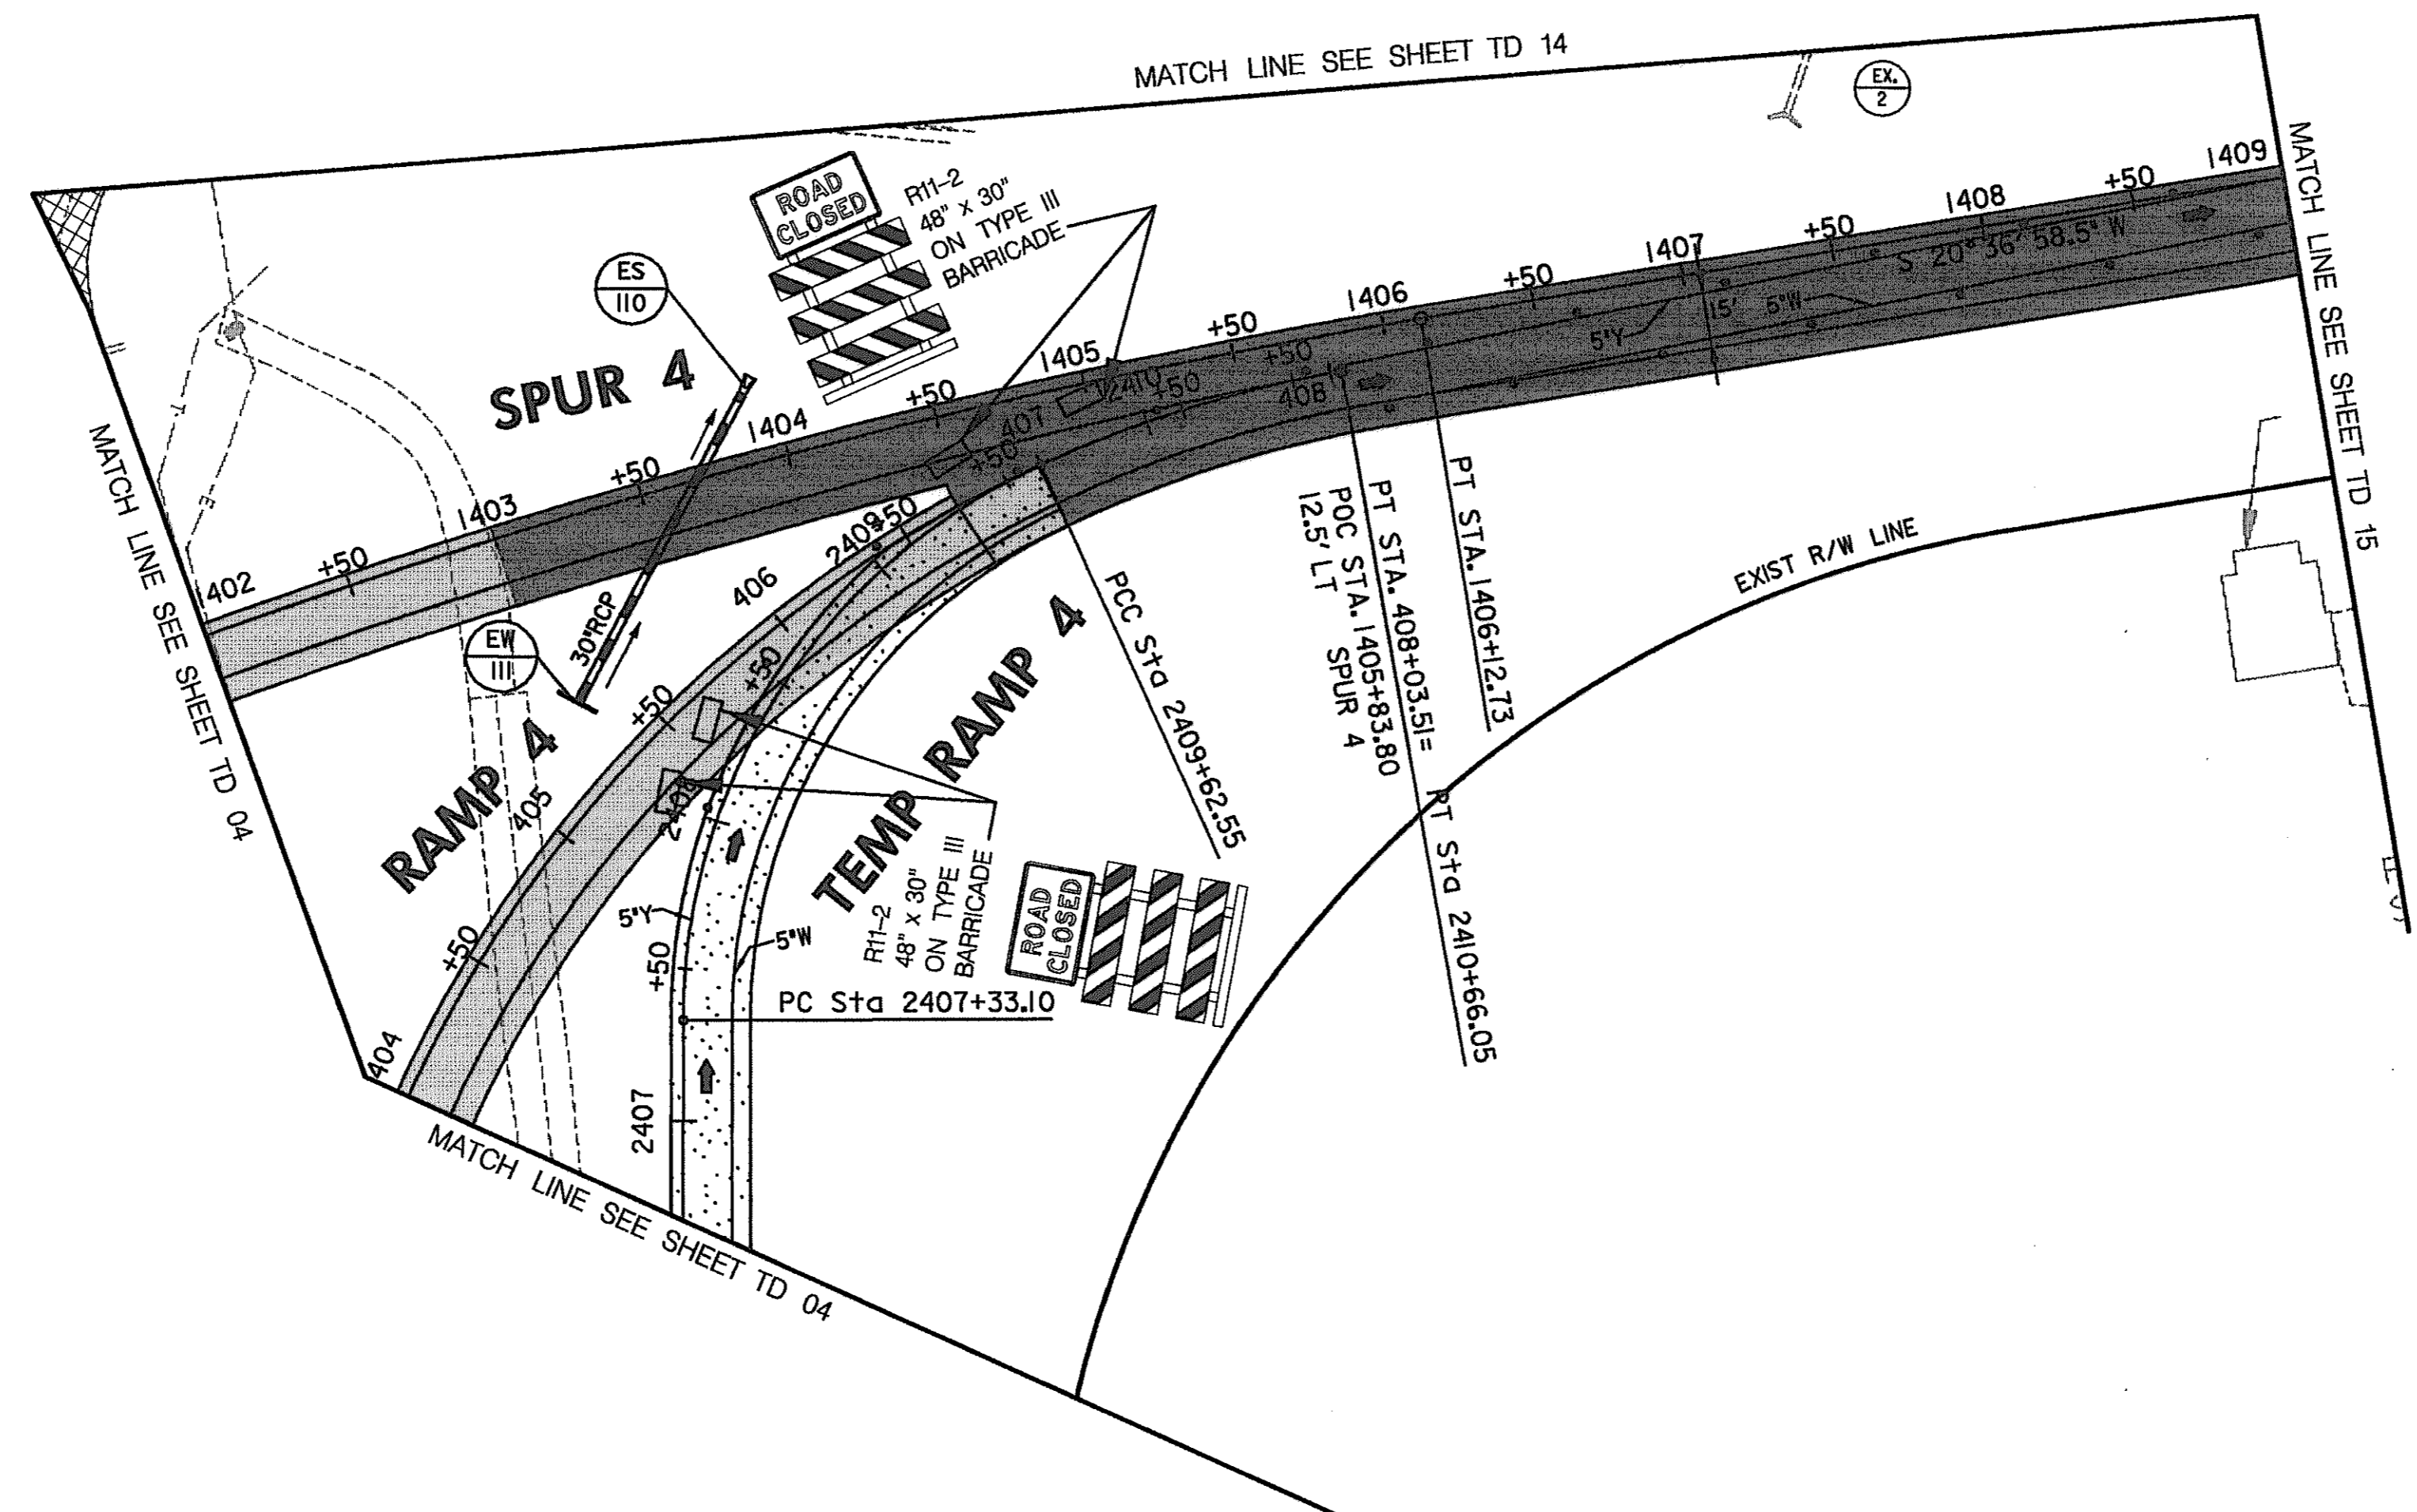 MATCH LINE SEE SHEET TD 14
EX.
2
MATCH LINE SEE SHEET TD 15
ROAD
CLOSED
R11-2
48" X 30"
ON TYPE III
BARRICADE
ES
110
SPUR 4
1402
+50
1403
+50
1404
+50
1405
+50
1406
+50
1407
+50
1408
+50
1409
S 20° 36' 58.5" W
5"Y
15'
5"W
2410
+50
+50
407
408
+50
2409
+50
406
+50
+50
405
2408
+50
404
30"RCP
EW
111
RAMP 4
TEMP RAMP 4
MATCH LINE SEE SHEET TD 04
PCC Sta 2409+62.55
12.5' LT
POC STA. 1405+83.80
SPUR 4
PT STA. 408+03.51=
PT STA. 1406+12.73
PT Sta 2410+66.05
EXIST R/W LINE
5"Y
5"W
+50
R11-2
48" X 30"
ON TYPE III
BARRICADE
ROAD
CLOSED
PC Sta 2407+33.10
2407
MATCH LINE SEE SHEET TD 04